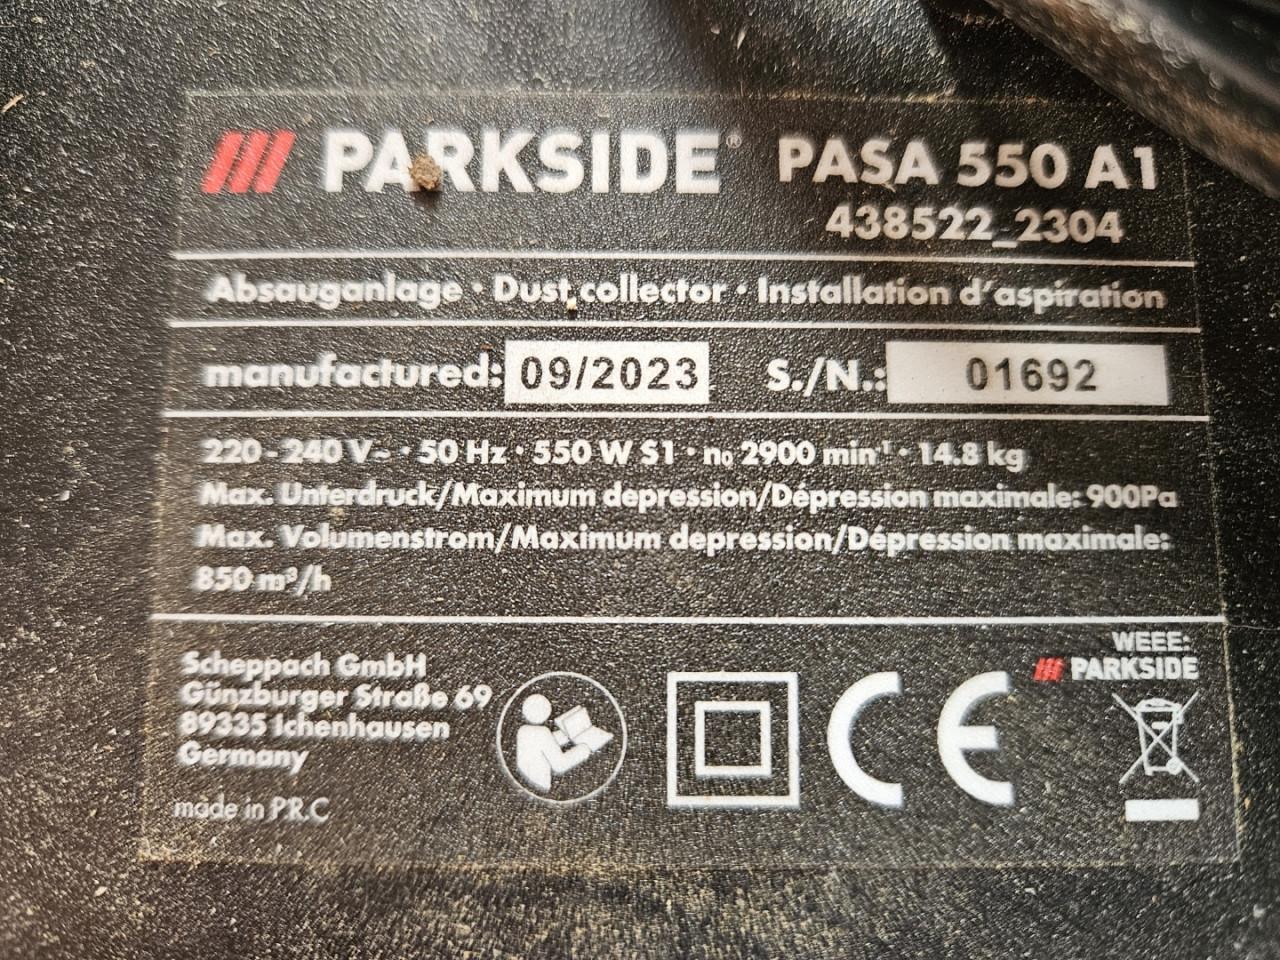 PARKSIDE® PASA 550 A1
438522_2304
Absauganlage · Dust collector · Installation d'aspiration
manufactured: 09/2023 S./N.: 01692
220 - 240 V~ · 50 Hz · 550 W S1 · n₀ 2900 min⁻¹ · 14.8 kg
Max. Unterdruck/Maximum depression/Dépression maximale: 900Pa
Max. Volumenstrom/Maximum depression/Dépression maximale:
850 m³/h
Scheppach GmbH
Günzburger Straße 69
89335 Ichenhausen
Germany
made in P.R.C
CE
WEEE:
PARKSIDE